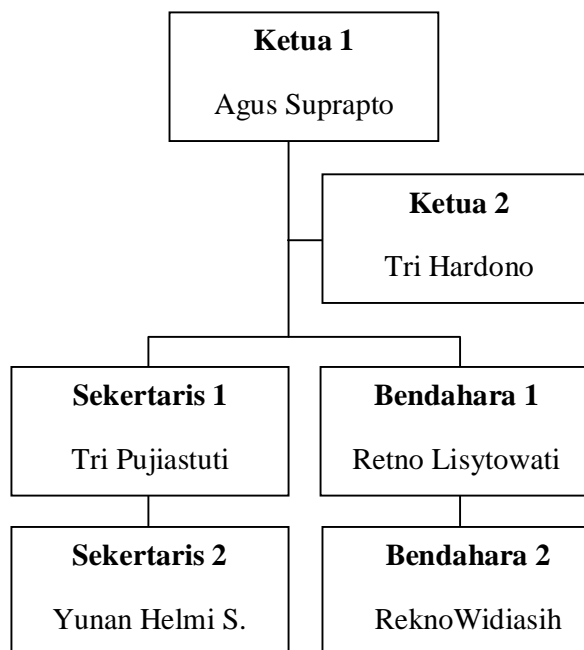 Ketua 1
Agus Suprapto
Ketua 2
Tri Hardono
Sekertaris 1
Tri Pujiastuti
Bendahara 1
Retno Lisytowati
Sekertaris 2
Yunan Helmi S.
Bendahara 2
ReknoWidiasih